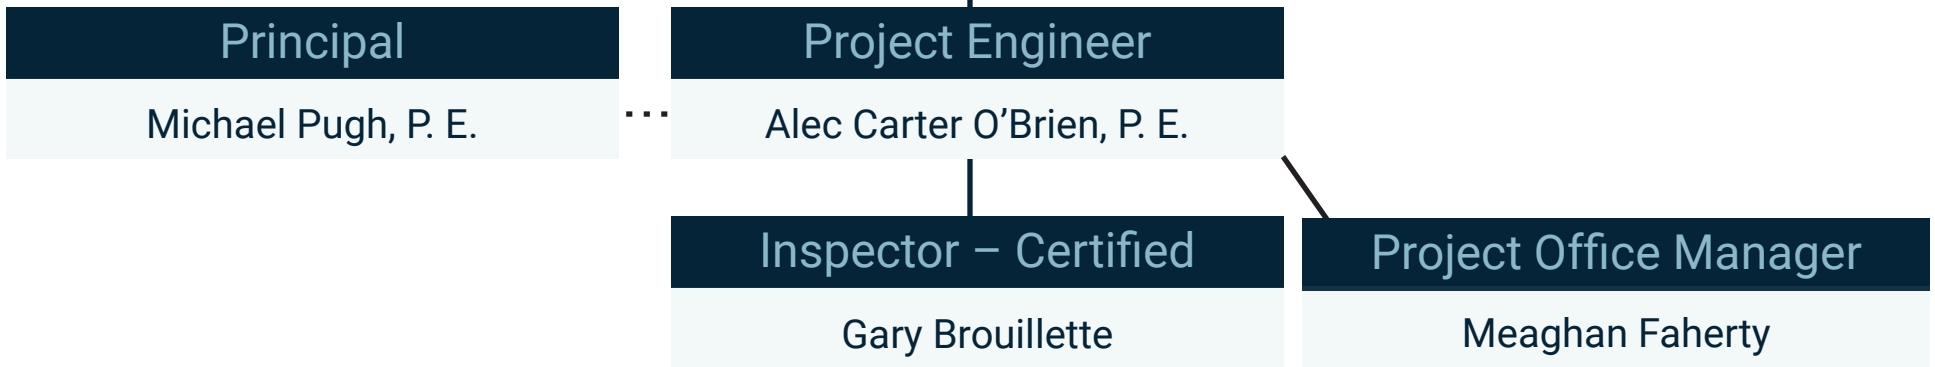 Principal
Michael Pugh, P. E.
Project Engineer
Alec Carter O’Brien, P. E.
Inspector – Certified
Gary Brouillette
Project Office Manager
Meaghan Faherty